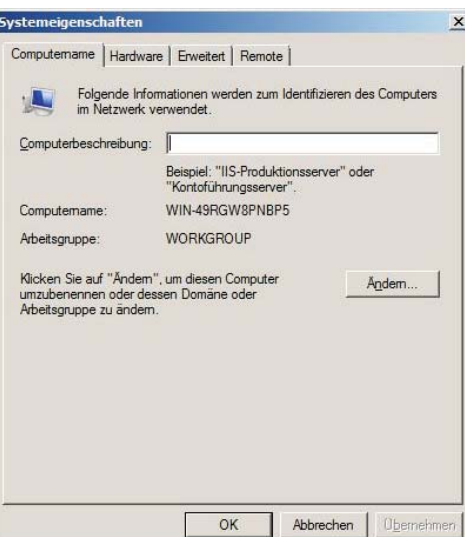 Systemeigenschaften
Computername Hardware Erweitert Remote
Folgende Informationen werden zum Identifizieren des Computers
im Netzwerk verwendet.
Computerbeschreibung:
Beispiel: "IIS-Produktionsserver" oder
"Kontoführungsserver".
Computername: WIN-49RGW8PNBP5
Arbeitsgruppe: WORKGROUP
Klicken Sie auf "Ändern", um diesen Computer
umzubenennen oder dessen Domäne oder
Arbeitsgruppe zu ändern.
Ändern...
OK Abbrechen Übernehmen